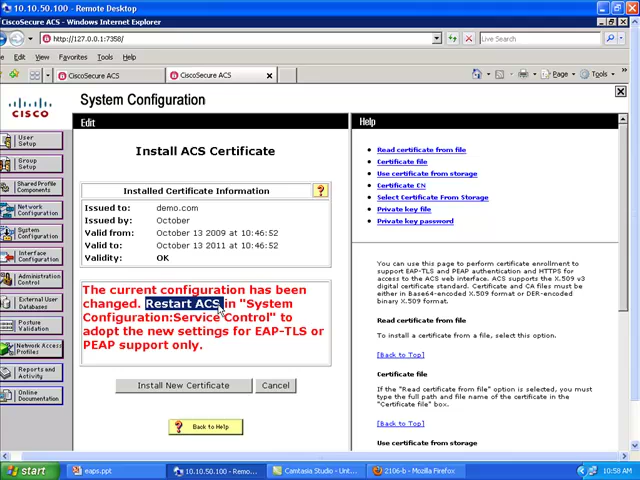 10.10.50.100 - Remote Desktop
CiscoSecure ACS - Windows Internet Explorer
http://127.0.0.1:7358/
Live Search
Edit View Favorites Tools Help
CiscoSecure ACS
CiscoSecure ACS
Page
Tools
CISCO
System Configuration
User Setup
Group Setup
Shared Profile Components
Network Configuration
System Configuration
Interface Configuration
Administration Control
External User Databases
Posture Validation
Network Access Profiles
Reports and Activity
Online Documentation
Edit
Install ACS Certificate
Installed Certificate Information
?
Issued to: demo.com
Issued by: October
Valid from: October 13 2009 at 10:46:52
Valid to: October 13 2011 at 10:46:52
Validity: OK
The current configuration has been
changed. Restart ACS in "System
Configuration:Service Control" to
adopt the new settings for EAP-TLS or
PEAP support only.
Install New Certificate
Cancel
? Back to Help
Help
Read certificate from file
Certificate file
Use certificate from storage
Certificate CN
Select Certificate From Storage
Private key file
Private key password
You can use this page to perform certificate enrollment to
support EAP-TLS and PEAP authentication and HTTPS for
access to the ACS web interface. ACS supports the X.509 v3
digital certificate standard. Certificate and CA files must be
either in Base64-encoded X.509 format or DER-encoded
binary X.509 format.
Read certificate from file
To install a certificate from a file, select this option.
[Back to Top]
Certificate file
If the "Read certificate from file" option is selected, you must
type the full path and file name of the certificate in the
"Certificate file" box.
[Back to Top]
Use certificate from storage
start
eaps.ppt
10.10.50.100 - Remo...
Camtasia Studio - Unt...
2106-b - Mozilla Firefox
10:58 AM